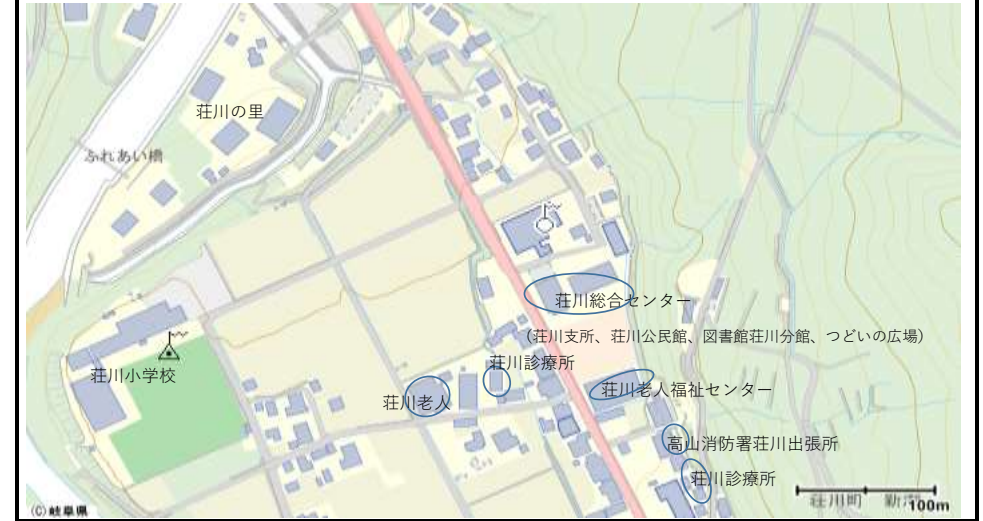 荘川の里
ふれあい橋
荘川総合センター
（荘川支所、荘川公民館、図書館荘川分館、つどいの広場）
荘川診療所
荘川小学校
荘川老人
荘川老人福祉センター
高山消防署荘川出張所
荘川診療所
荘川町
100m
(C)岐阜県